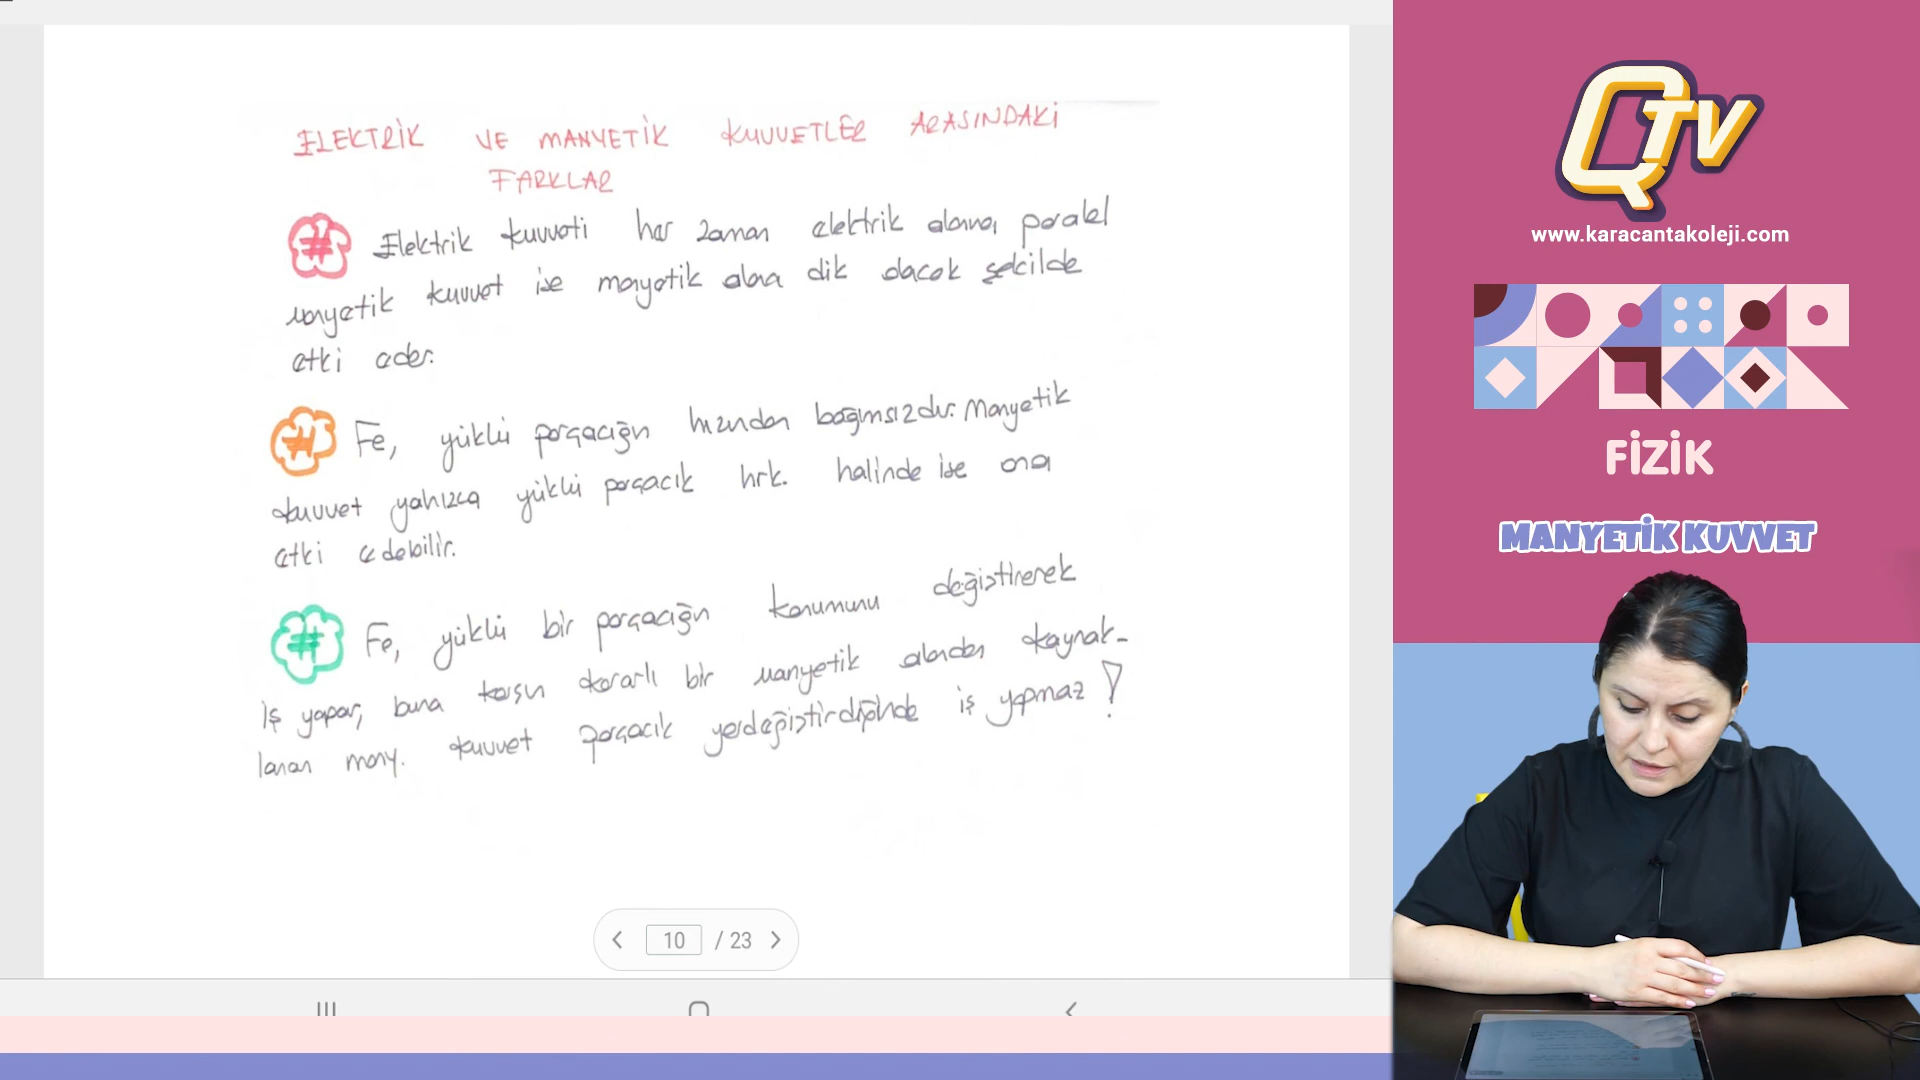 ELEKTRİK VE MANYETİK KUVVETLER ARASINDAKİ
FARKLAR
# Elektrik kuvveti her zaman elektrik alana paralel
manyetik kuvvet ise manyetik alana dik olacak şekilde
etki eder.
# Fe, yüklü parçacığın hızından bağımsızdır. Manyetik
kuvvet yalnızca yüklü parçacık hrk. halinde ise ona
etki edebilir.
# Fe, yüklü bir parçacığın konumunu değiştirerek
iş yapar, buna karşın kararlı bir manyetik alandan kaynak-
lanan many. kuvvet parçacık yerdeğiştirdiğinde iş yapmaz!
10 / 23
QTV
www.karacantakoleji.com
FİZİK
MANYETİK KUVVET